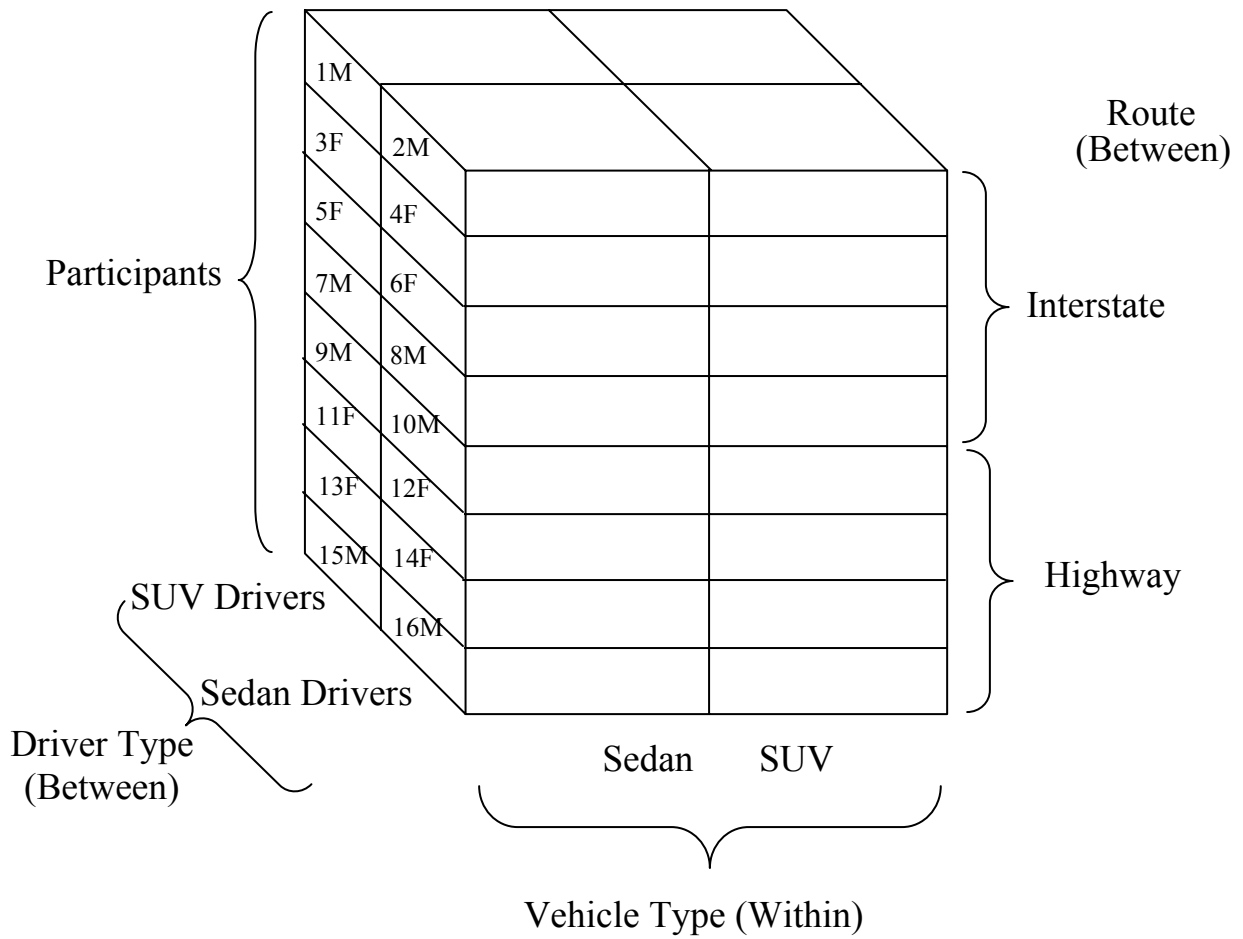 Route
(Between)
1M
2M
3F
4F
5F
6F
7M
8M
9M
10M
11F
12F
13F
14F
15M
16M
Participants
Interstate
Highway
SUV Drivers
Sedan Drivers
Driver Type
(Between)
Sedan SUV
Vehicle Type (Within)